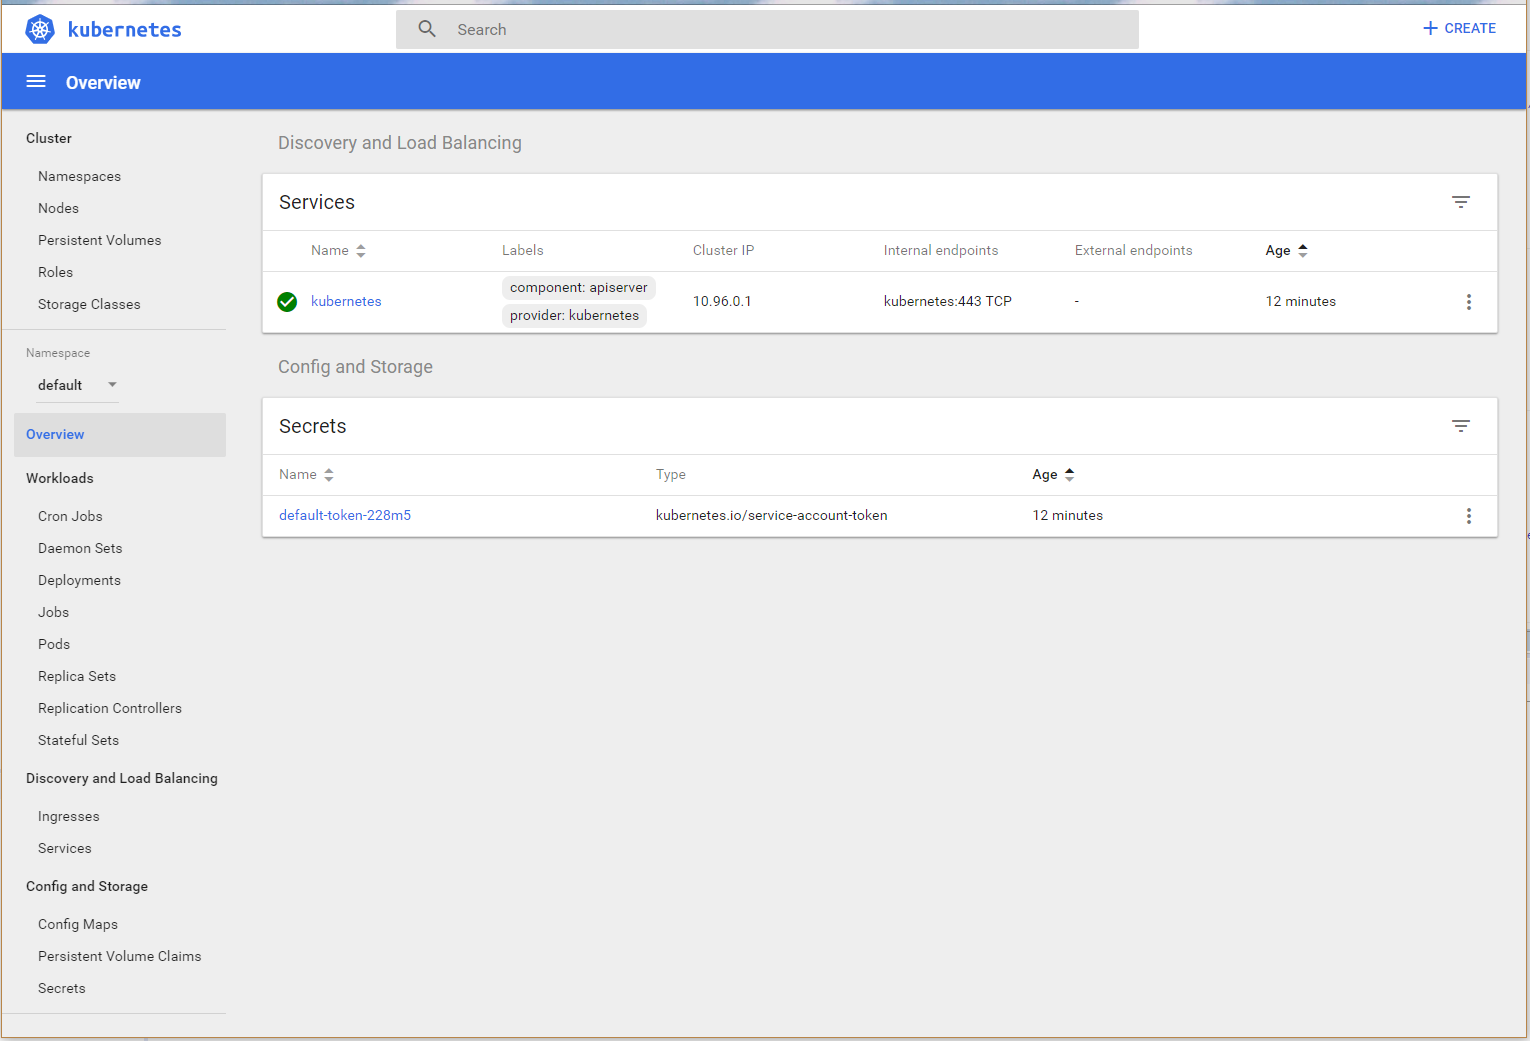 kubernetes
Search
CREATE
Overview
Cluster
Namespaces
Nodes
Persistent Volumes
Roles
Storage Classes
Namespace
default
Overview
Workloads
Cron Jobs
Daemon Sets
Deployments
Jobs
Pods
Replica Sets
Replication Controllers
Stateful Sets
Discovery and Load Balancing
Ingresses
Services
Config and Storage
Config Maps
Persistent Volume Claims
Secrets
Discovery and Load Balancing
Services
Name Labels Cluster IP Internal endpoints External endpoints Age
component: apiserver
kubernetes 10.96.0.1 kubernetes:443 TCP - 12 minutes
provider: kubernetes
Config and Storage
Secrets
Name Type Age
default-token-228m5 kubernetes.io/service-account-token 12 minutes